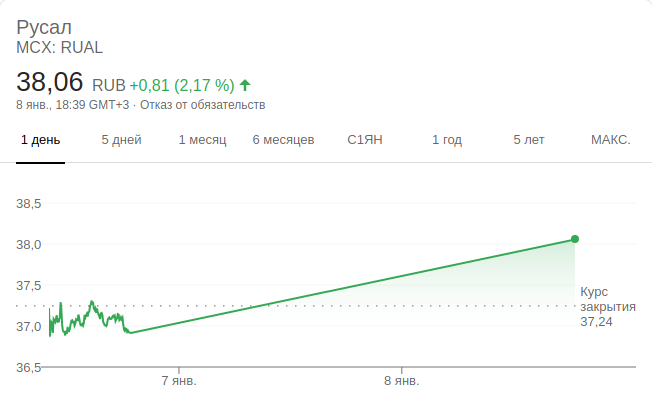 Русал
MCX: RUAL
38,06 RUB +0,81 (2,17 %)
8 янв., 18:39 GMT+3 · Отказ от обязательств
1 день 5 дней 1 месяц 6 месяцев С1ЯН 1 год 5 лет МАКС.
38,5
38,0
37,5
37,0
36,5
Курс
закрытия
37,24
7 янв. 8 янв.